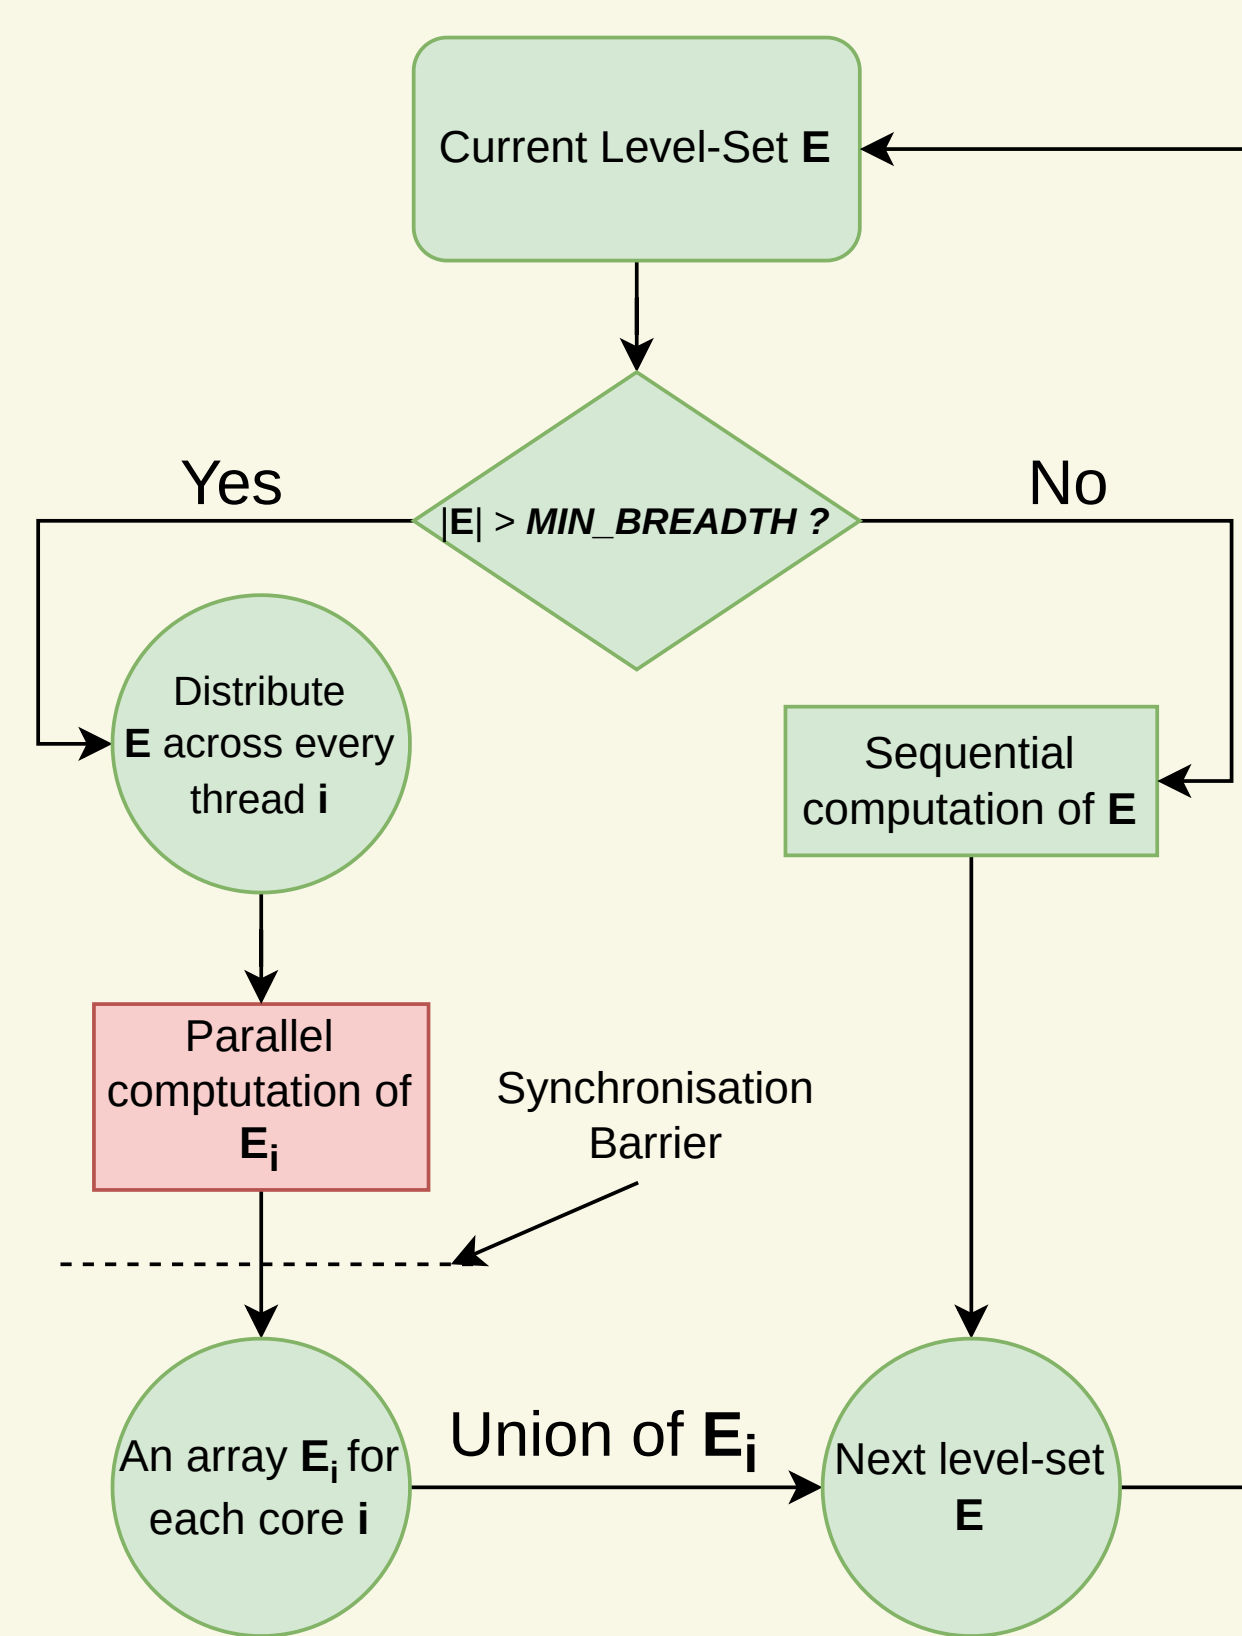 Current Level-Set E
Yes
No
|E| > MIN_BREADTH ?
Distribute
E across every
thread i
Sequential
computation of E
Parallel
comptutation of
Ei
Synchronisation
Barrier
An array Ei for
each core i
Union of Ei
Next level-set
E